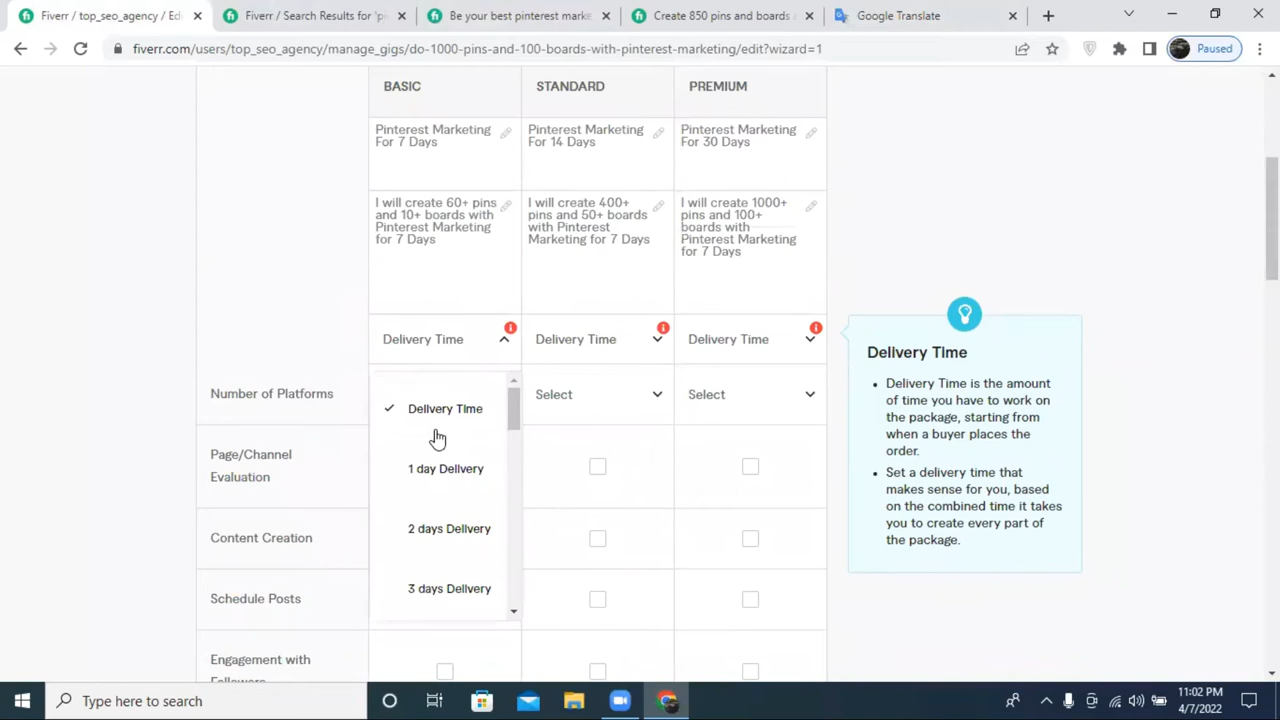 Fiverr / top_seo_agency / Edi
Fiverr / Search Results for 'p
Be your best pinterest marke
Create 850 pins and boards a
Google Translate
fiverr.com/users/top_seo_agency/manage_gigs/do-1000-pins-and-100-boards-with-pinterest-marketing/edit?wizard=1
Paused
BASIC
STANDARD
PREMIUM
Pinterest Marketing
For 7 Days
Pinterest Marketing
For 14 Days
Pinterest Marketing
For 30 Days
I will create 60+ pins
and 10+ boards with
Pinterest Marketing
for 7 Days
I will create 400+
pins and 50+ boards
with Pinterest
Marketing for 7 Days
I will create 1000+
pins and 100+
boards with
Pinterest Marketing
for 7 Days
Delivery Time
Delivery Time
Delivery Time
Delivery Time
Delivery Time is the amount
of time you have to work on
the package, starting from
when a buyer places the
order.
Set a delivery time that
makes sense for you, based
on the combined time it takes
you to create every part of
the package.
Number of Platforms
Delivery Time
1 day Delivery
2 days Delivery
3 days Delivery
Select
Select
Page/Channel
Evaluation
Content Creation
Schedule Posts
Engagement with
Followers
Type here to search
11:02 PM
4/7/2022